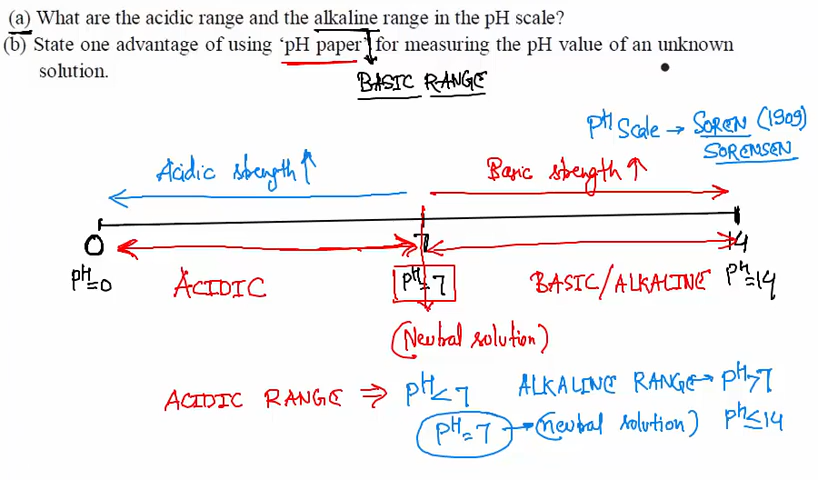 (a) What are the acidic range and the alkaline range in the pH scale?
(b) State one advantage of using ‘pH paper’ for measuring the pH value of an unknown
solution.
BASIC RANGE
pH Scale → SOREN (1909)
SORENSEN
Acidic strength ↑ Basic strength ↑
0 7 14
pH=0 ACIDIC pH=7 BASIC/ALKALINE pH=14
(Neutral solution)
ACIDIC RANGE ⇒ pH<7 ALKALINE RANGE→ pH>7
pH=7 → (neutral solution) pH≤14